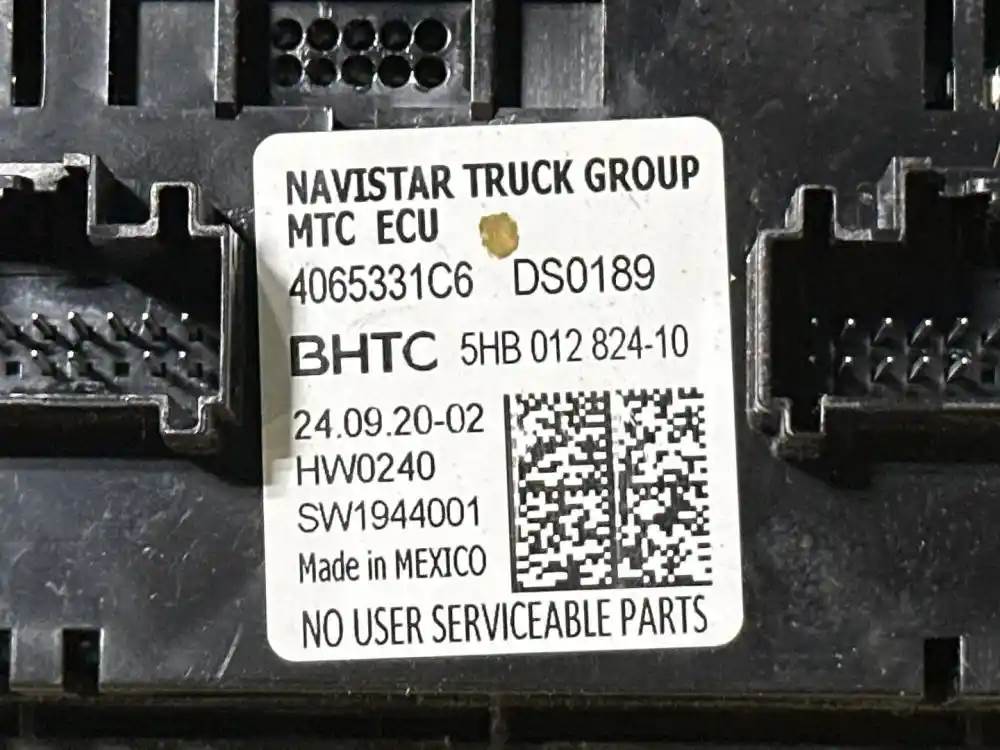 NAVISTAR TRUCK GROUP
MTC ECU
4065331C6 DS0189
BHTC 5HB 012 824-10
24.09.20-02
HW0240
SW1944001
Made in MEXICO
NO USER SERVICEABLE PARTS